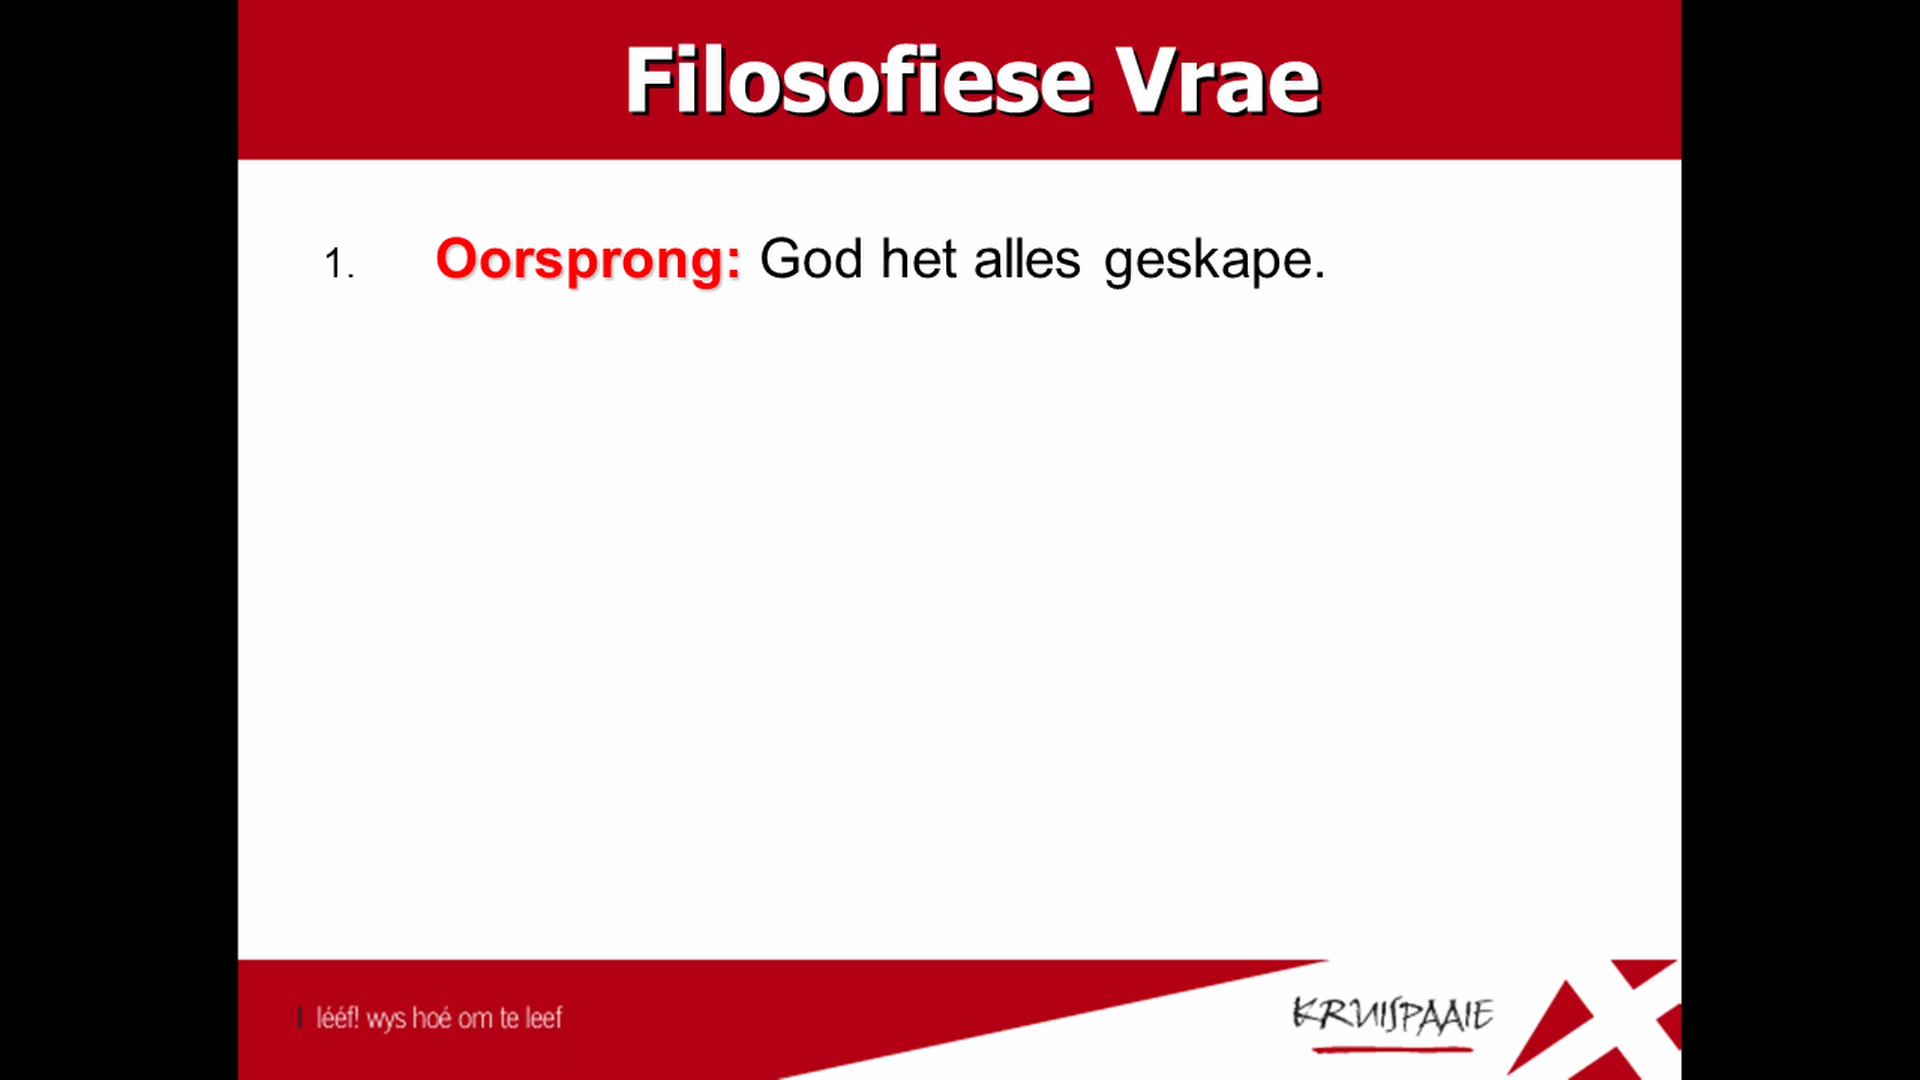 Filosofiese Vrae
1. Oorsprong: God het alles geskape.
lééf! wys hoé om te leef
KRUISPAAIE